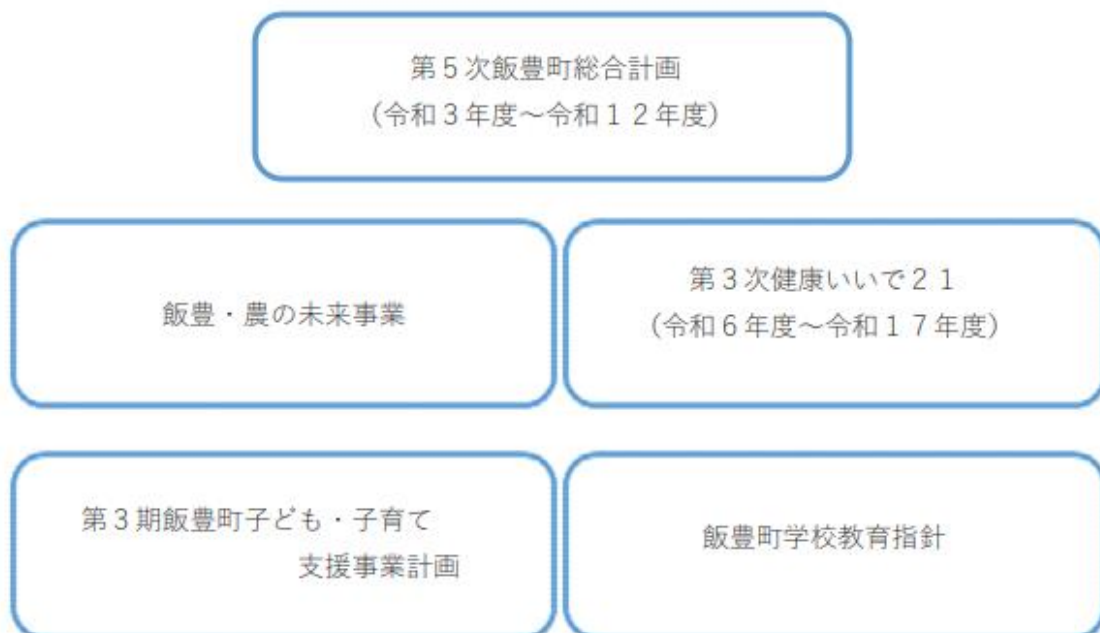 第５次飯豊町総合計画
（令和３年度～令和１２年度）
飯豊・農の未来事業
第３次健康いいで２１
（令和６年度～令和１７年度）
第３期飯豊町子ども・子育て
支援事業計画
飯豊町学校教育指針